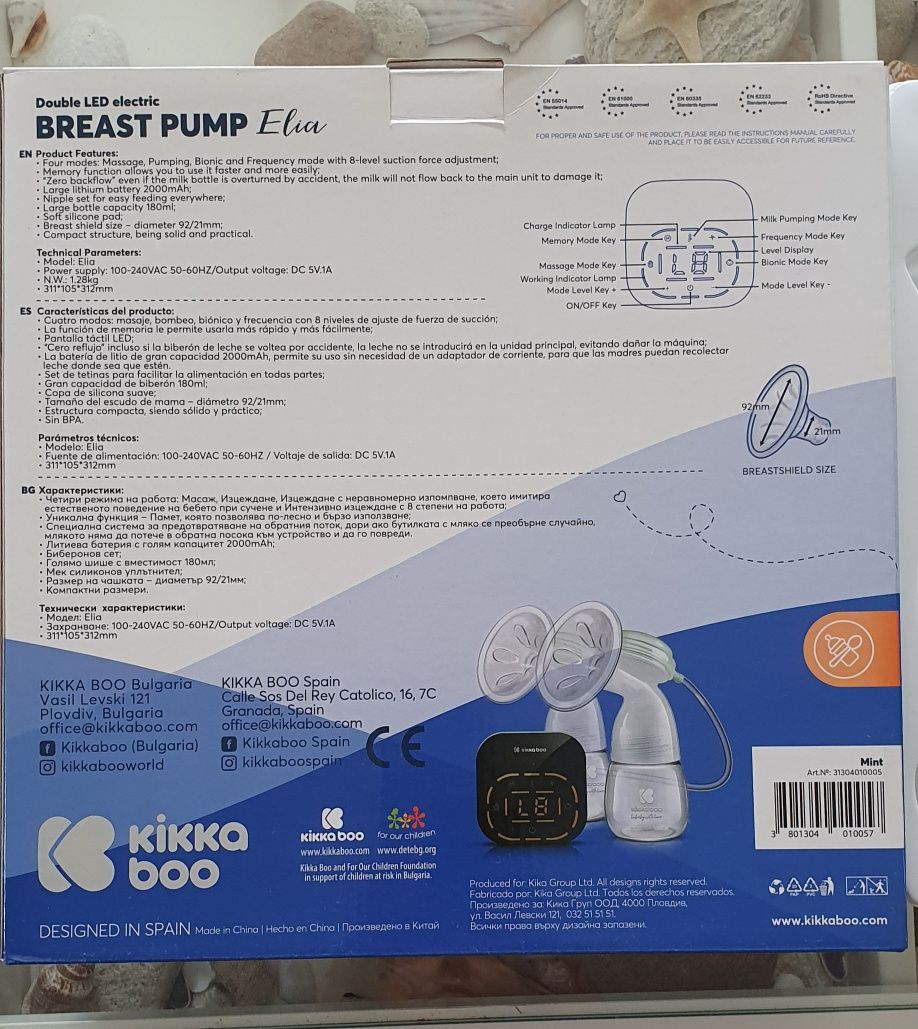 Double LED electric
BREAST PUMP Elia
EN 55014
Standards Approved
EN 61000
Standards Approved
EN 60335
Standards Approved
EN 62233
Standards Approved
RoHS Directive
Standards Approved
FOR PROPER AND SAFE USE OF THE PRODUCT, PLEASE READ THE INSTRUCTIONS MANUAL CAREFULLY
AND PLACE IT TO BE EASILY ACCESSIBLE FOR FUTURE REFERENCE.
EN Product Features:
• Four modes: Massage, Pumping, Bionic and Frequency mode with 8-level suction force adjustment;
• Memory function allows you to use it faster and more easily;
• "Zero backflow" even if the milk bottle is overturned by accident, the milk will not flow back to the main unit to damage it;
• Large lithium battery 2000mAh;
• Nipple set for easy feeding everywhere;
• Large bottle capacity 180ml;
• Soft silicone pad;
• Breast shield size – diameter 92/21mm;
• Compact structure, being solid and practical.
Technical Parameters:
• Model: Elia
• Power supply: 100-240VAC 50-60HZ/Output voltage: DC 5V.1A
• N.W.: 1.28kg
• 311*105*312mm
Charge Indicator Lamp
Memory Mode Key
Massage Mode Key
Working Indicator Lamp
Mode Level Key +
ON/OFF Key
Milk Pumping Mode Key
Frequency Mode Key
Level Display
Bionic Mode Key
Mode Level Key -
L8
ES Características del producto:
• Cuatro modos: masaje, bombeo, biónico y frecuencia con 8 niveles de ajuste de fuerza de succión;
• La función de memoria le permite usarla más rápido y más fácilmente;
• Pantalla táctil LED;
• "Cero reflujo" incluso si la biberón de leche se voltea por accidente, la leche no se introducirá en la unidad principal, evitando dañar la máquina;
• La batería de litio de gran capacidad 2000mAh, permite su uso sin necesidad de un adaptador de corriente, para que las madres puedan recolectar
leche donde sea que estén.
• Set de tetinas para facilitar la alimentación en todas partes;
• Gran capacidad de biberón 180ml;
• Copa de silicona suave;
• Tamaño del escudo de mama – diámetro 92/21mm;
• Estructura compacta, siendo sólido y práctico;
• Sin BPA.
Parámetros técnicos:
• Modelo: Elia
• Fuente de alimentación: 100-240VAC 50-60HZ / Voltaje de salida: DC 5V.1A
• 311*105*312mm
92mm
21mm
BREASTSHIELD SIZE
BG Характеристики:
• Четири режима на работа: Масаж, Изцеждане, Изцеждане с неравномерно изпомпване, което имитира
естественото поведение на бебето при сучене и Интензивно изцеждане с 8 степени на работа;
• Уникална функция – Памет, която позволява по-лесно и бързо използване;
• Специална система за предотвратяване на обратния поток, дори ако бутилката с мляко се преобърне случайно,
млякото няма да потече в обратна посока към устройство и да го повреди.
• Литиева батерия с голям капацитет 2000mAh;
• Биберонов сет;
• Голямо шише с вместимост 180мл;
• Мек силиконов уплътнител;
• Размер на чашката – диаметър 92/21мм;
• Компактни размери.
Технически характеристики:
• Модел: Elia
• Захранване: 100-240VAC 50-60HZ/Output voltage: DC 5V.1A
• 311*105*312mm
KIKKA BOO Bulgaria
Vasil Levski 121
Plovdiv, Bulgaria
office@kikkaboo.com
Kikkaboo (Bulgaria)
kikkabooworld
KIKKA BOO Spain
Calle Sos Del Rey Catolico, 16, 7C
Granada, Spain
office@kikkaboo.com
Kikkaboo Spain
kikkaboospain
CE
kikkaboo
L8
Mint
Art.Nº: 31304010005
3 801304 010057
KIKKA
boo
KIKKA BOO
www.kikkaboo.com
for our children
www.detebg.org
Kikka Boo and For Our Children Foundation
in support of children at risk in Bulgaria.
Produced for: Kika Group Ltd. All designs rights reserved.
Fabricado por: Kika Group Ltd. Todos los derechos reservados.
Произведено за: Кика Груп ООД, 4000 Пловдив,
ул. Васил Левски 121, 032 51 51 51.
Всички права върху дизайна запазени.
www.kikkaboo.com
DESIGNED IN SPAIN Made in China | Hecho en China | Произведено в Китай